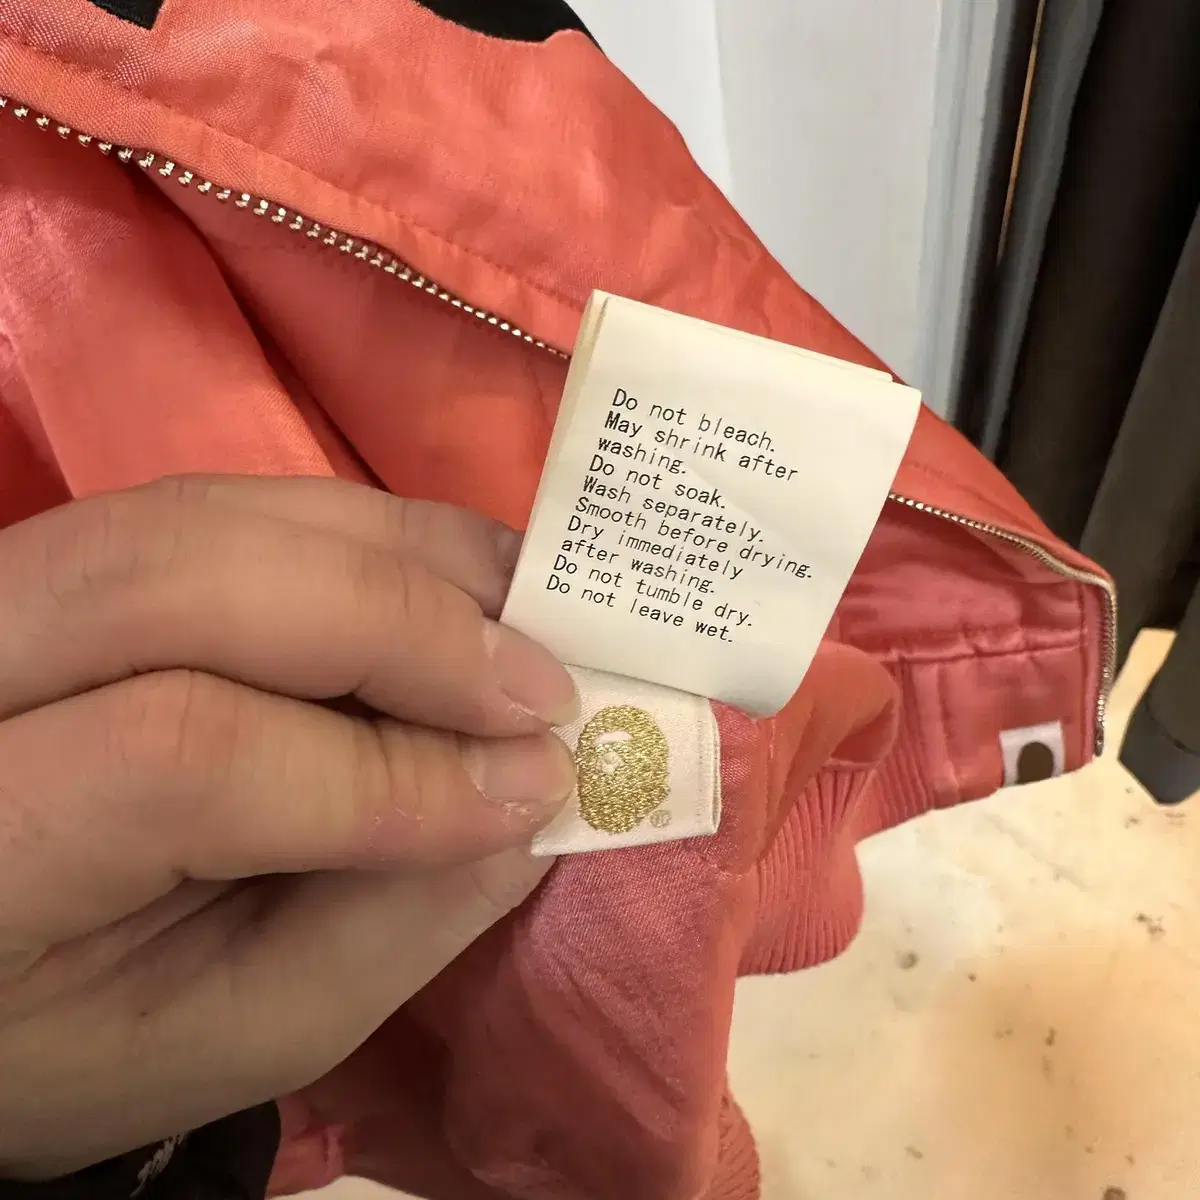 Do not bleach.
May shrink after
washing.
Do not soak.
Wash separately.
Smooth before drying.
Dry immediately
after washing.
Do not tumble dry.
Do not leave wet.
®